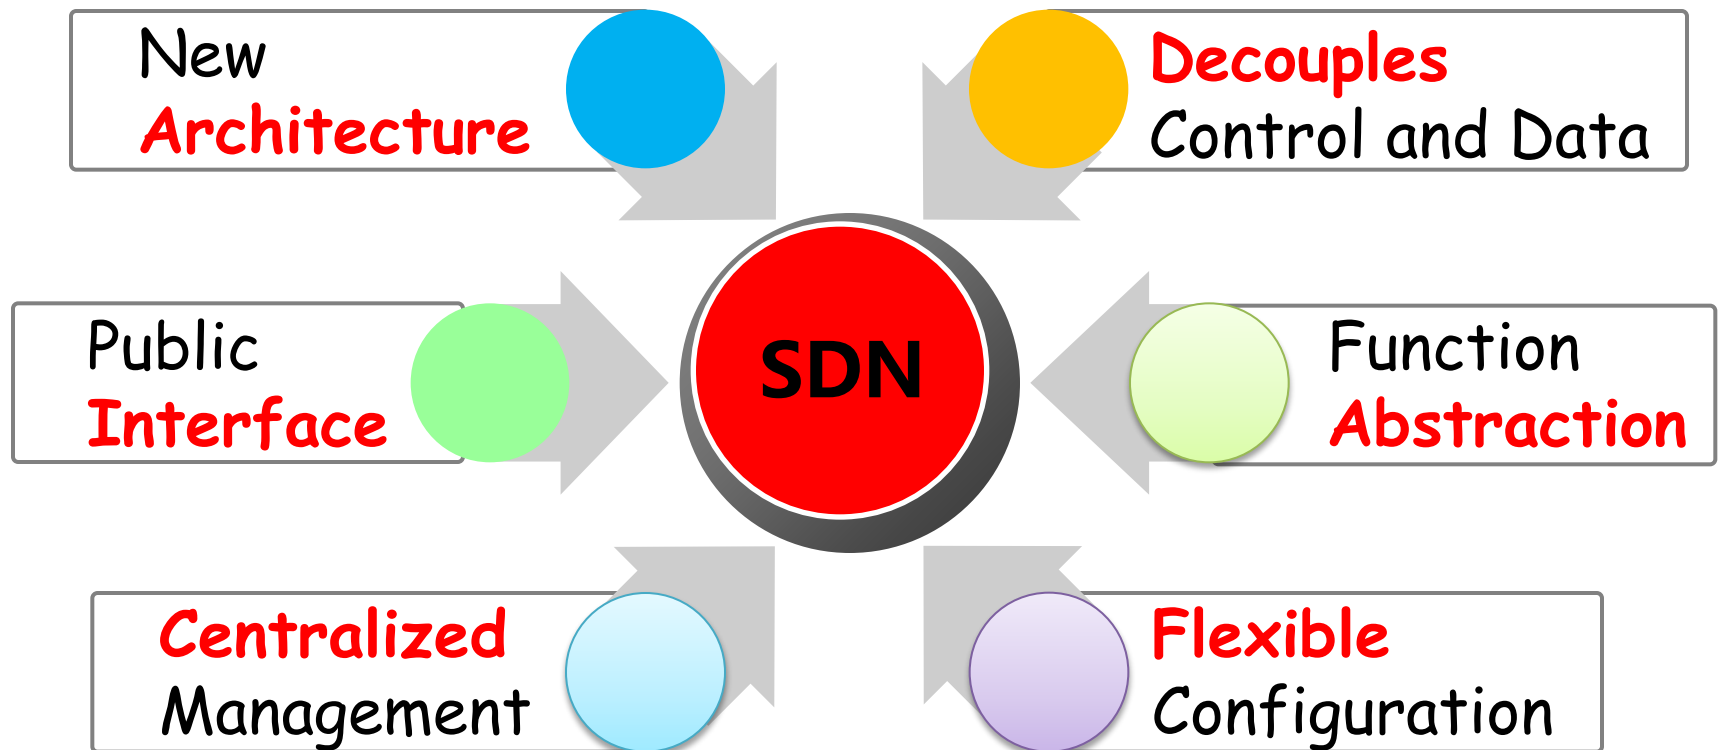 New
Architecture
Decouples
Control and Data
Public
Interface
SDN
Function
Abstraction
Centralized
Management
Flexible
Configuration